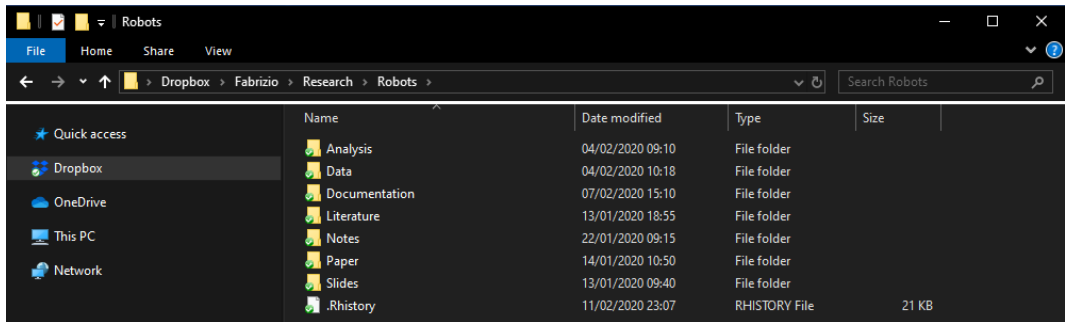 Robots
File Home Share View
Dropbox > Fabrizio > Research > Robots >
Search Robots
Quick access
Dropbox
OneDrive
This PC
Network
Name Date modified Type Size
Analysis 04/02/2020 09:10 File folder
Data 04/02/2020 10:18 File folder
Documentation 07/02/2020 15:10 File folder
Literature 13/01/2020 18:55 File folder
Notes 22/01/2020 09:15 File folder
Paper 14/01/2020 10:50 File folder
Slides 13/01/2020 09:40 File folder
.Rhistory 11/02/2020 23:07 RHISTORY File 21 KB